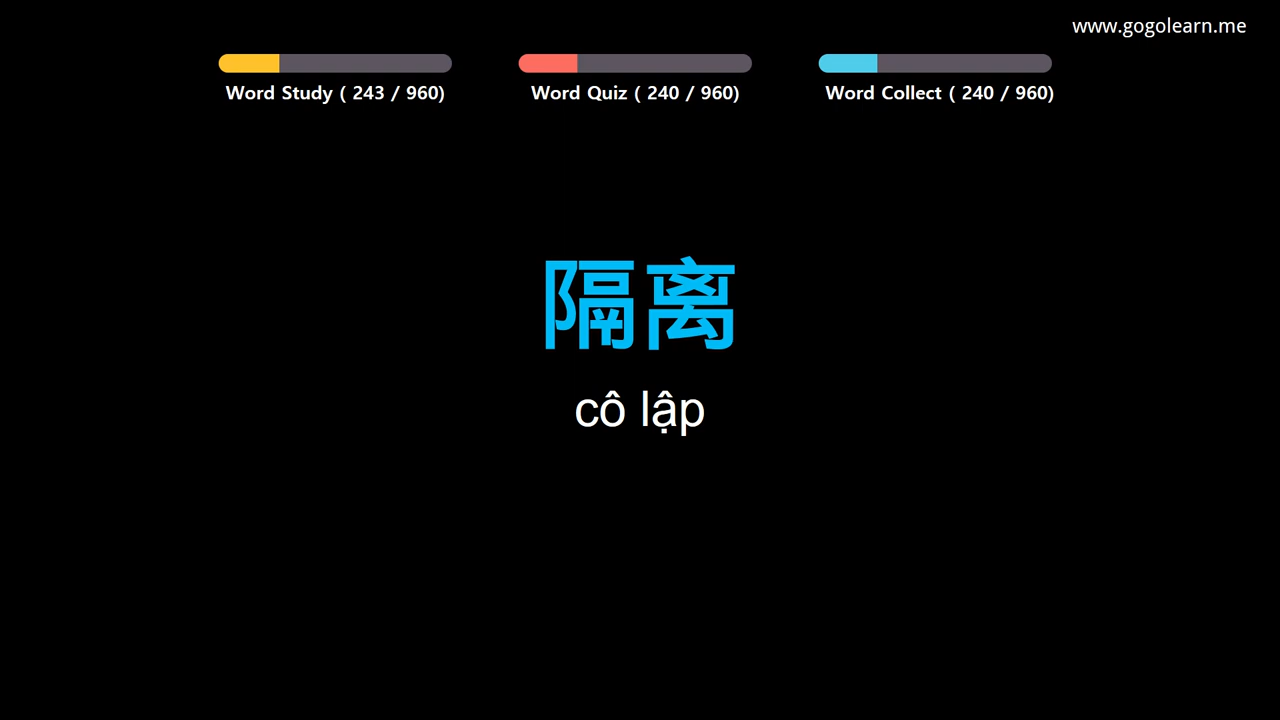 www.gogolearn.me
Word Study ( 243 / 960)
Word Quiz ( 240 / 960)
Word Collect ( 240 / 960)
隔离
cô lập